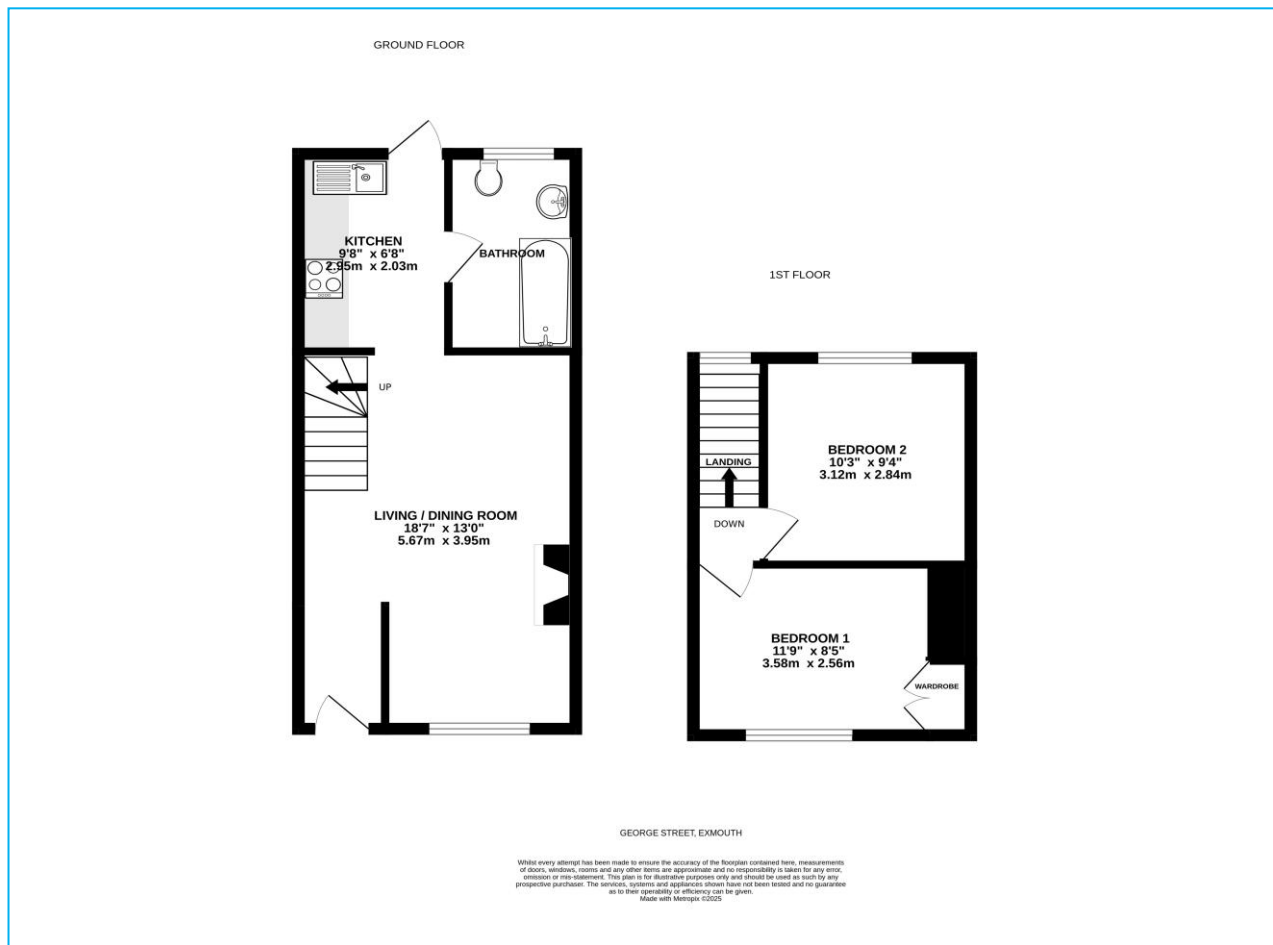 GROUND FLOOR
KITCHEN
9'8" x 6'8"
2.95m x 2.03m
BATHROOM
UP
LIVING / DINING ROOM
18'7" x 13'0"
5.67m x 3.95m
1ST FLOOR
LANDING
DOWN
BEDROOM 2
10'3" x 9'4"
3.12m x 2.84m
BEDROOM 1
11'9" x 8'5"
3.58m x 2.56m
WARDROBE
GEORGE STREET, EXMOUTH
Whilst every attempt has been made to ensure the accuracy of the floorplan contained here, measurements
of doors, windows, rooms and any other items are approximate and no responsibility is taken for any error,
omission or mis-statement. This plan is for illustrative purposes only and should be used as such by any
prospective purchaser. The services, systems and appliances shown have not been tested and no guarantee
as to their operability or efficiency can be given.
Made with Metropix ©2025